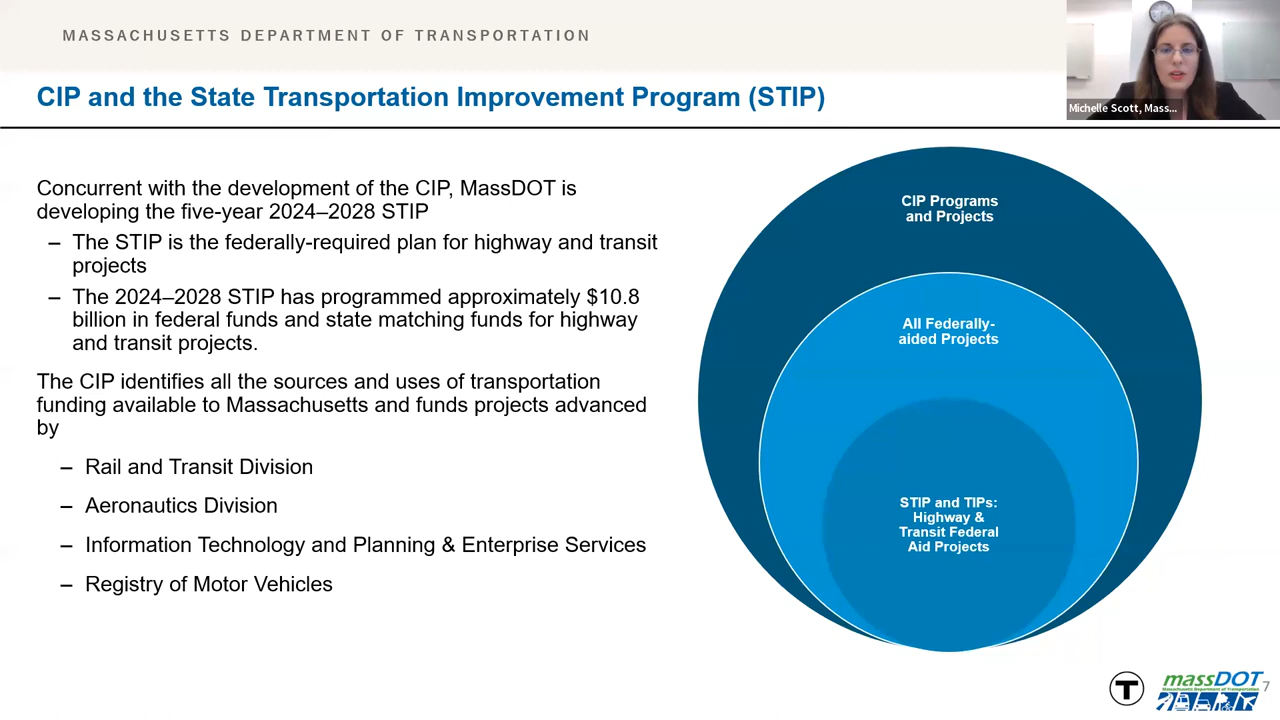 MASSACHUSETTS DEPARTMENT OF TRANSPORTATION
Michelle Scott, Mass...
CIP and the State Transportation Improvement Program (STIP)
Concurrent with the development of the CIP, MassDOT is
developing the five-year 2024–2028 STIP
– The STIP is the federally-required plan for highway and transit
projects
– The 2024–2028 STIP has programmed approximately $10.8
billion in federal funds and state matching funds for highway
and transit projects.
The CIP identifies all the sources and uses of transportation
funding available to Massachusetts and funds projects advanced
by
– Rail and Transit Division
– Aeronautics Division
– Information Technology and Planning & Enterprise Services
– Registry of Motor Vehicles
CIP Programs
and Projects
All Federally-
aided Projects
STIP and TIPs:
Highway &
Transit Federal
Aid Projects
T
massDOT
Massachusetts Department of Transportation
7